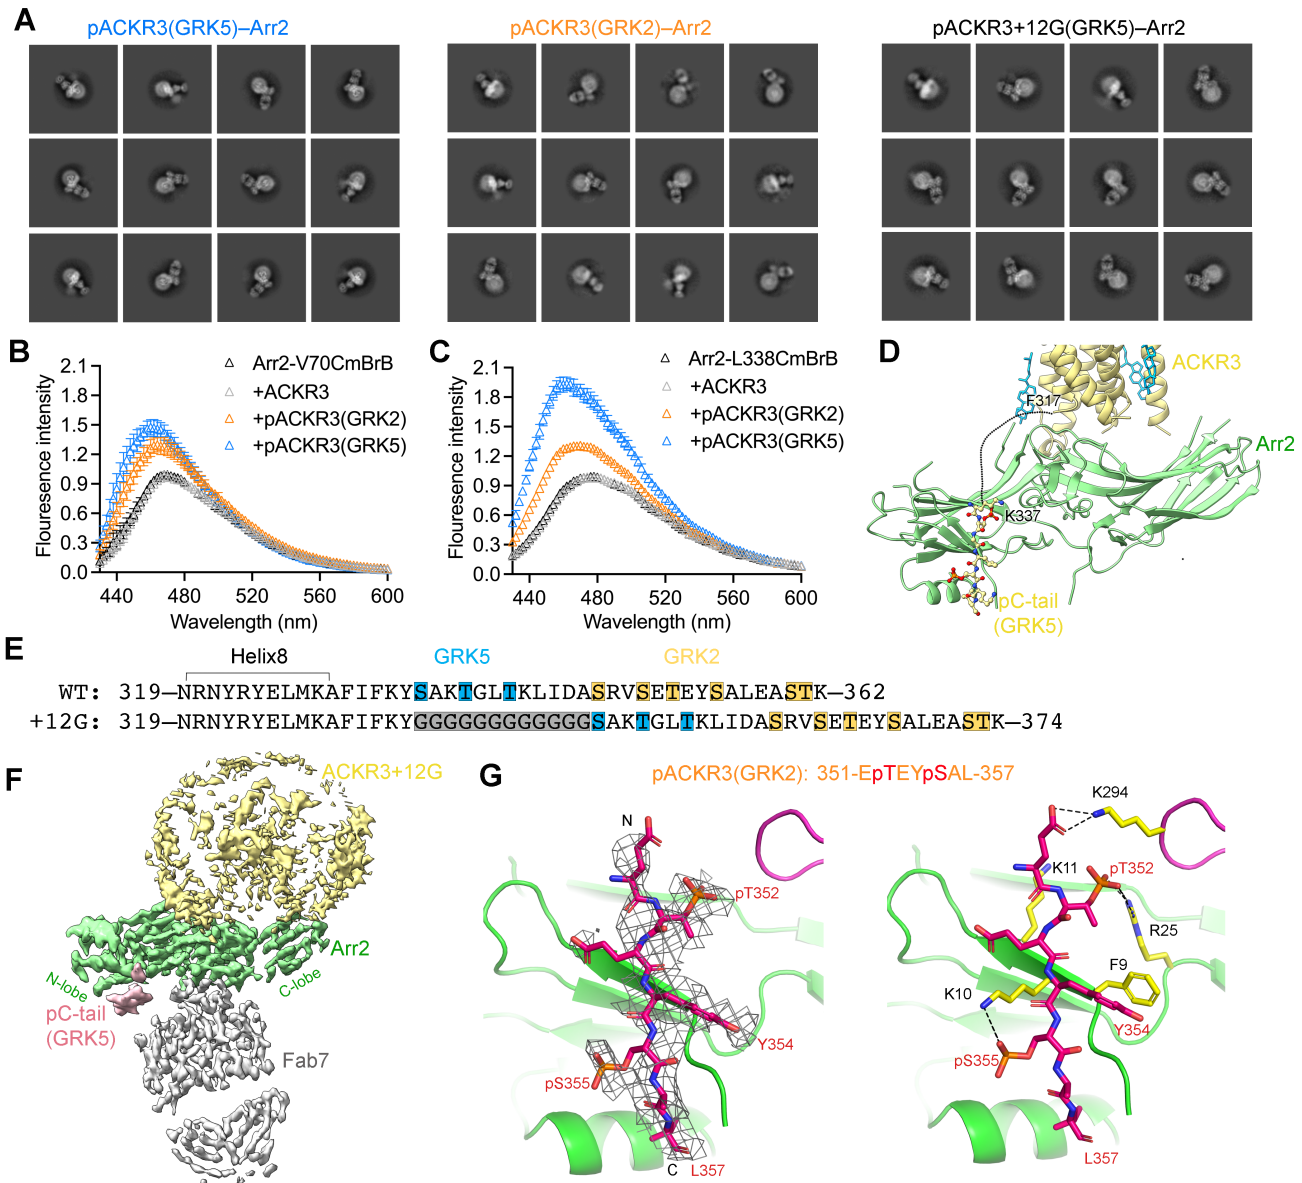 A
pACKR3(GRK5)–Arr2
pACKR3(GRK2)–Arr2
pACKR3+12G(GRK5)–Arr2
B
Flouresence intensity
2.1
1.8
1.5
1.2
0.9
0.6
0.3
0.0
440
480
520
560
600
Wavelength (nm)
Arr2-V70CmBrB
+ACKR3
+pACKR3(GRK2)
+pACKR3(GRK5)
C
Flouresence intensity
2.1
1.8
1.5
1.2
0.9
0.6
0.3
0.0
440
480
520
560
600
Wavelength (nm)
Arr2-L338CmBrB
+ACKR3
+pACKR3(GRK2)
+pACKR3(GRK5)
D
ACKR3
F317
Arr2
K337
pC-tail
(GRK5)
E
Helix8
GRK5
GRK2
WT: 319–NRNYRYELMKAFIFKYSAKTGLTKLIDASRVSETEYSALEASTK–362
+12G: 319–NRNYRYELMKAFIFKYGGGGGGGGGGGGSAKTGLTKLIDASRVSETEYSALEASTK–374
F
ACKR3+12G
Arr2
N-lobe
C-lobe
pC-tail
(GRK5)
Fab7
G
pACKR3(GRK2): 351-EpTEYpSAL-357
N
pT352
Y354
pS355
C
L357
K294
K11
pT352
R25
F9
K10
Y354
pS355
L357